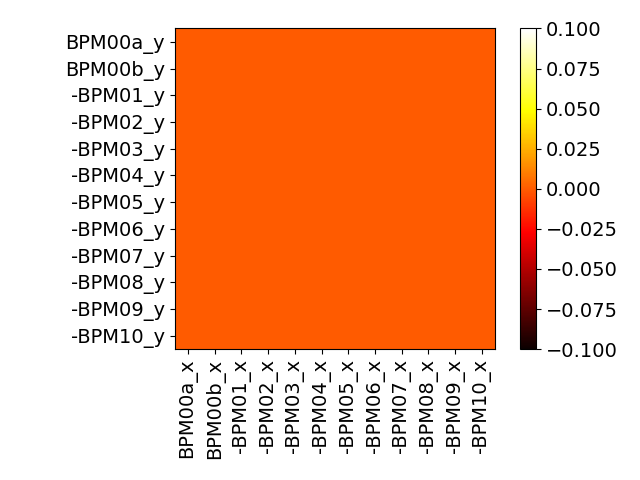 BPM00a_y
BPM00b_y
-BPM01_y
-BPM02_y
-BPM03_y
-BPM04_y
-BPM05_y
-BPM06_y
-BPM07_y
-BPM08_y
-BPM09_y
-BPM10_y
BPM00a_x
BPM00b_x
-BPM01_x
-BPM02_x
-BPM03_x
-BPM04_x
-BPM05_x
-BPM06_x
-BPM07_x
-BPM08_x
-BPM09_x
-BPM10_x
0.100
0.075
0.050
0.025
0.000
−0.025
−0.050
−0.075
−0.100